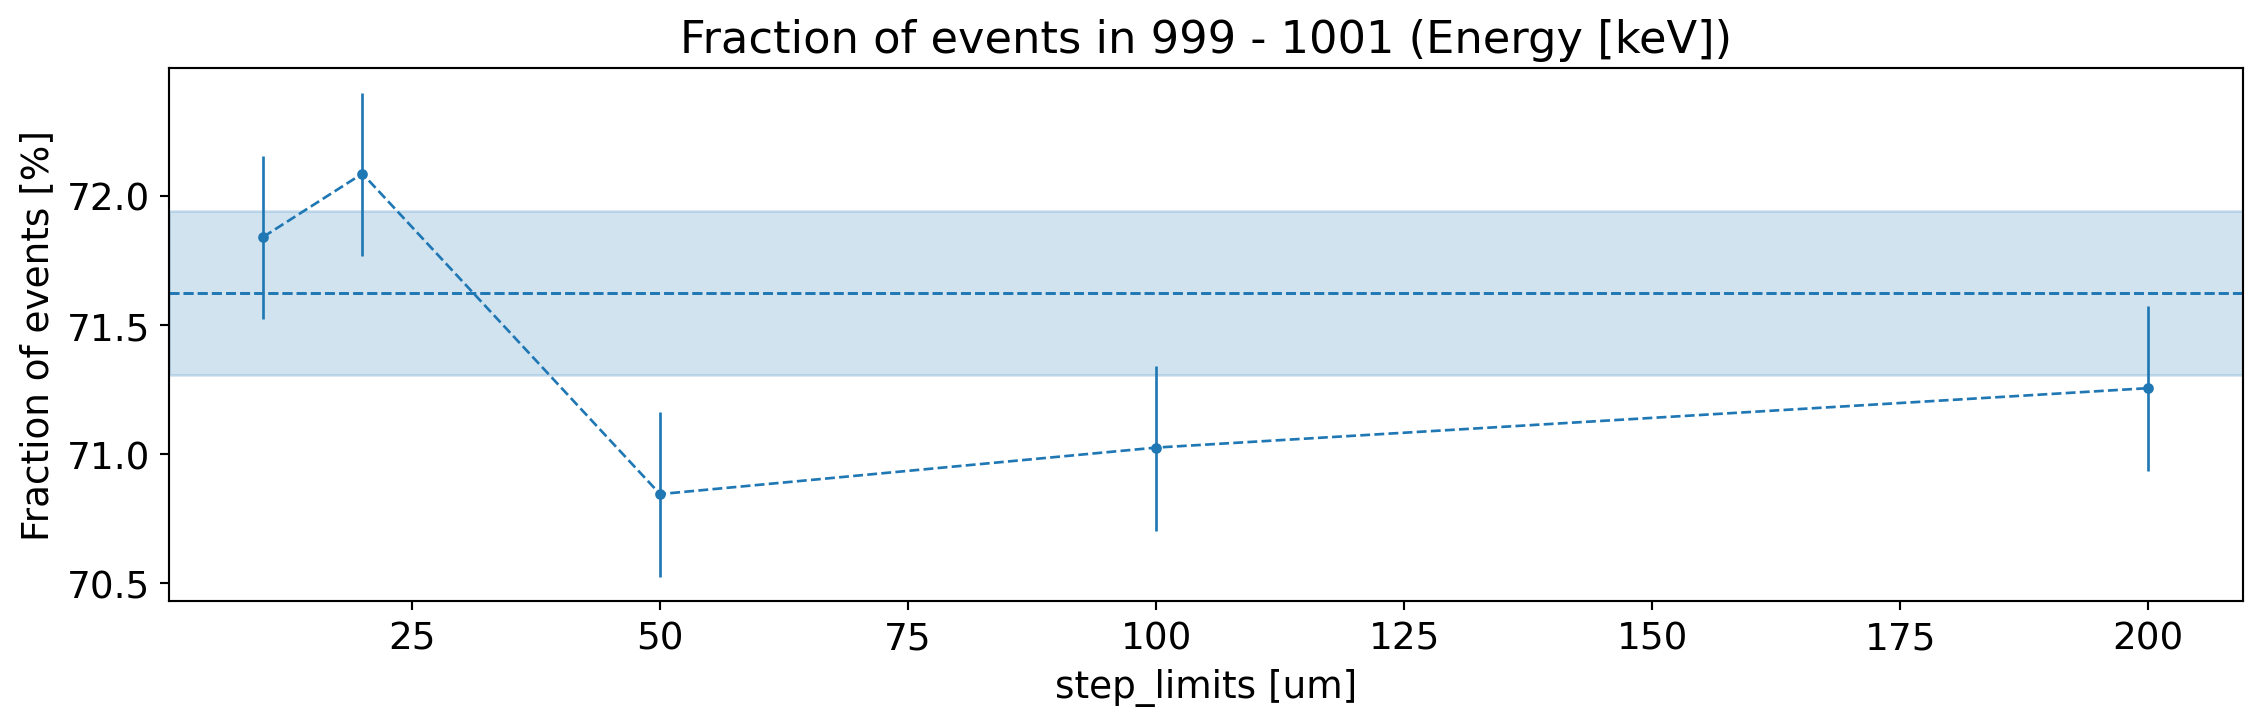 Fraction of events in 999 - 1001 (Energy [keV])
Fraction of events [%]
72.0
71.5
71.0
70.5
25 50 75 100 125 150 175 200
step_limits [um]